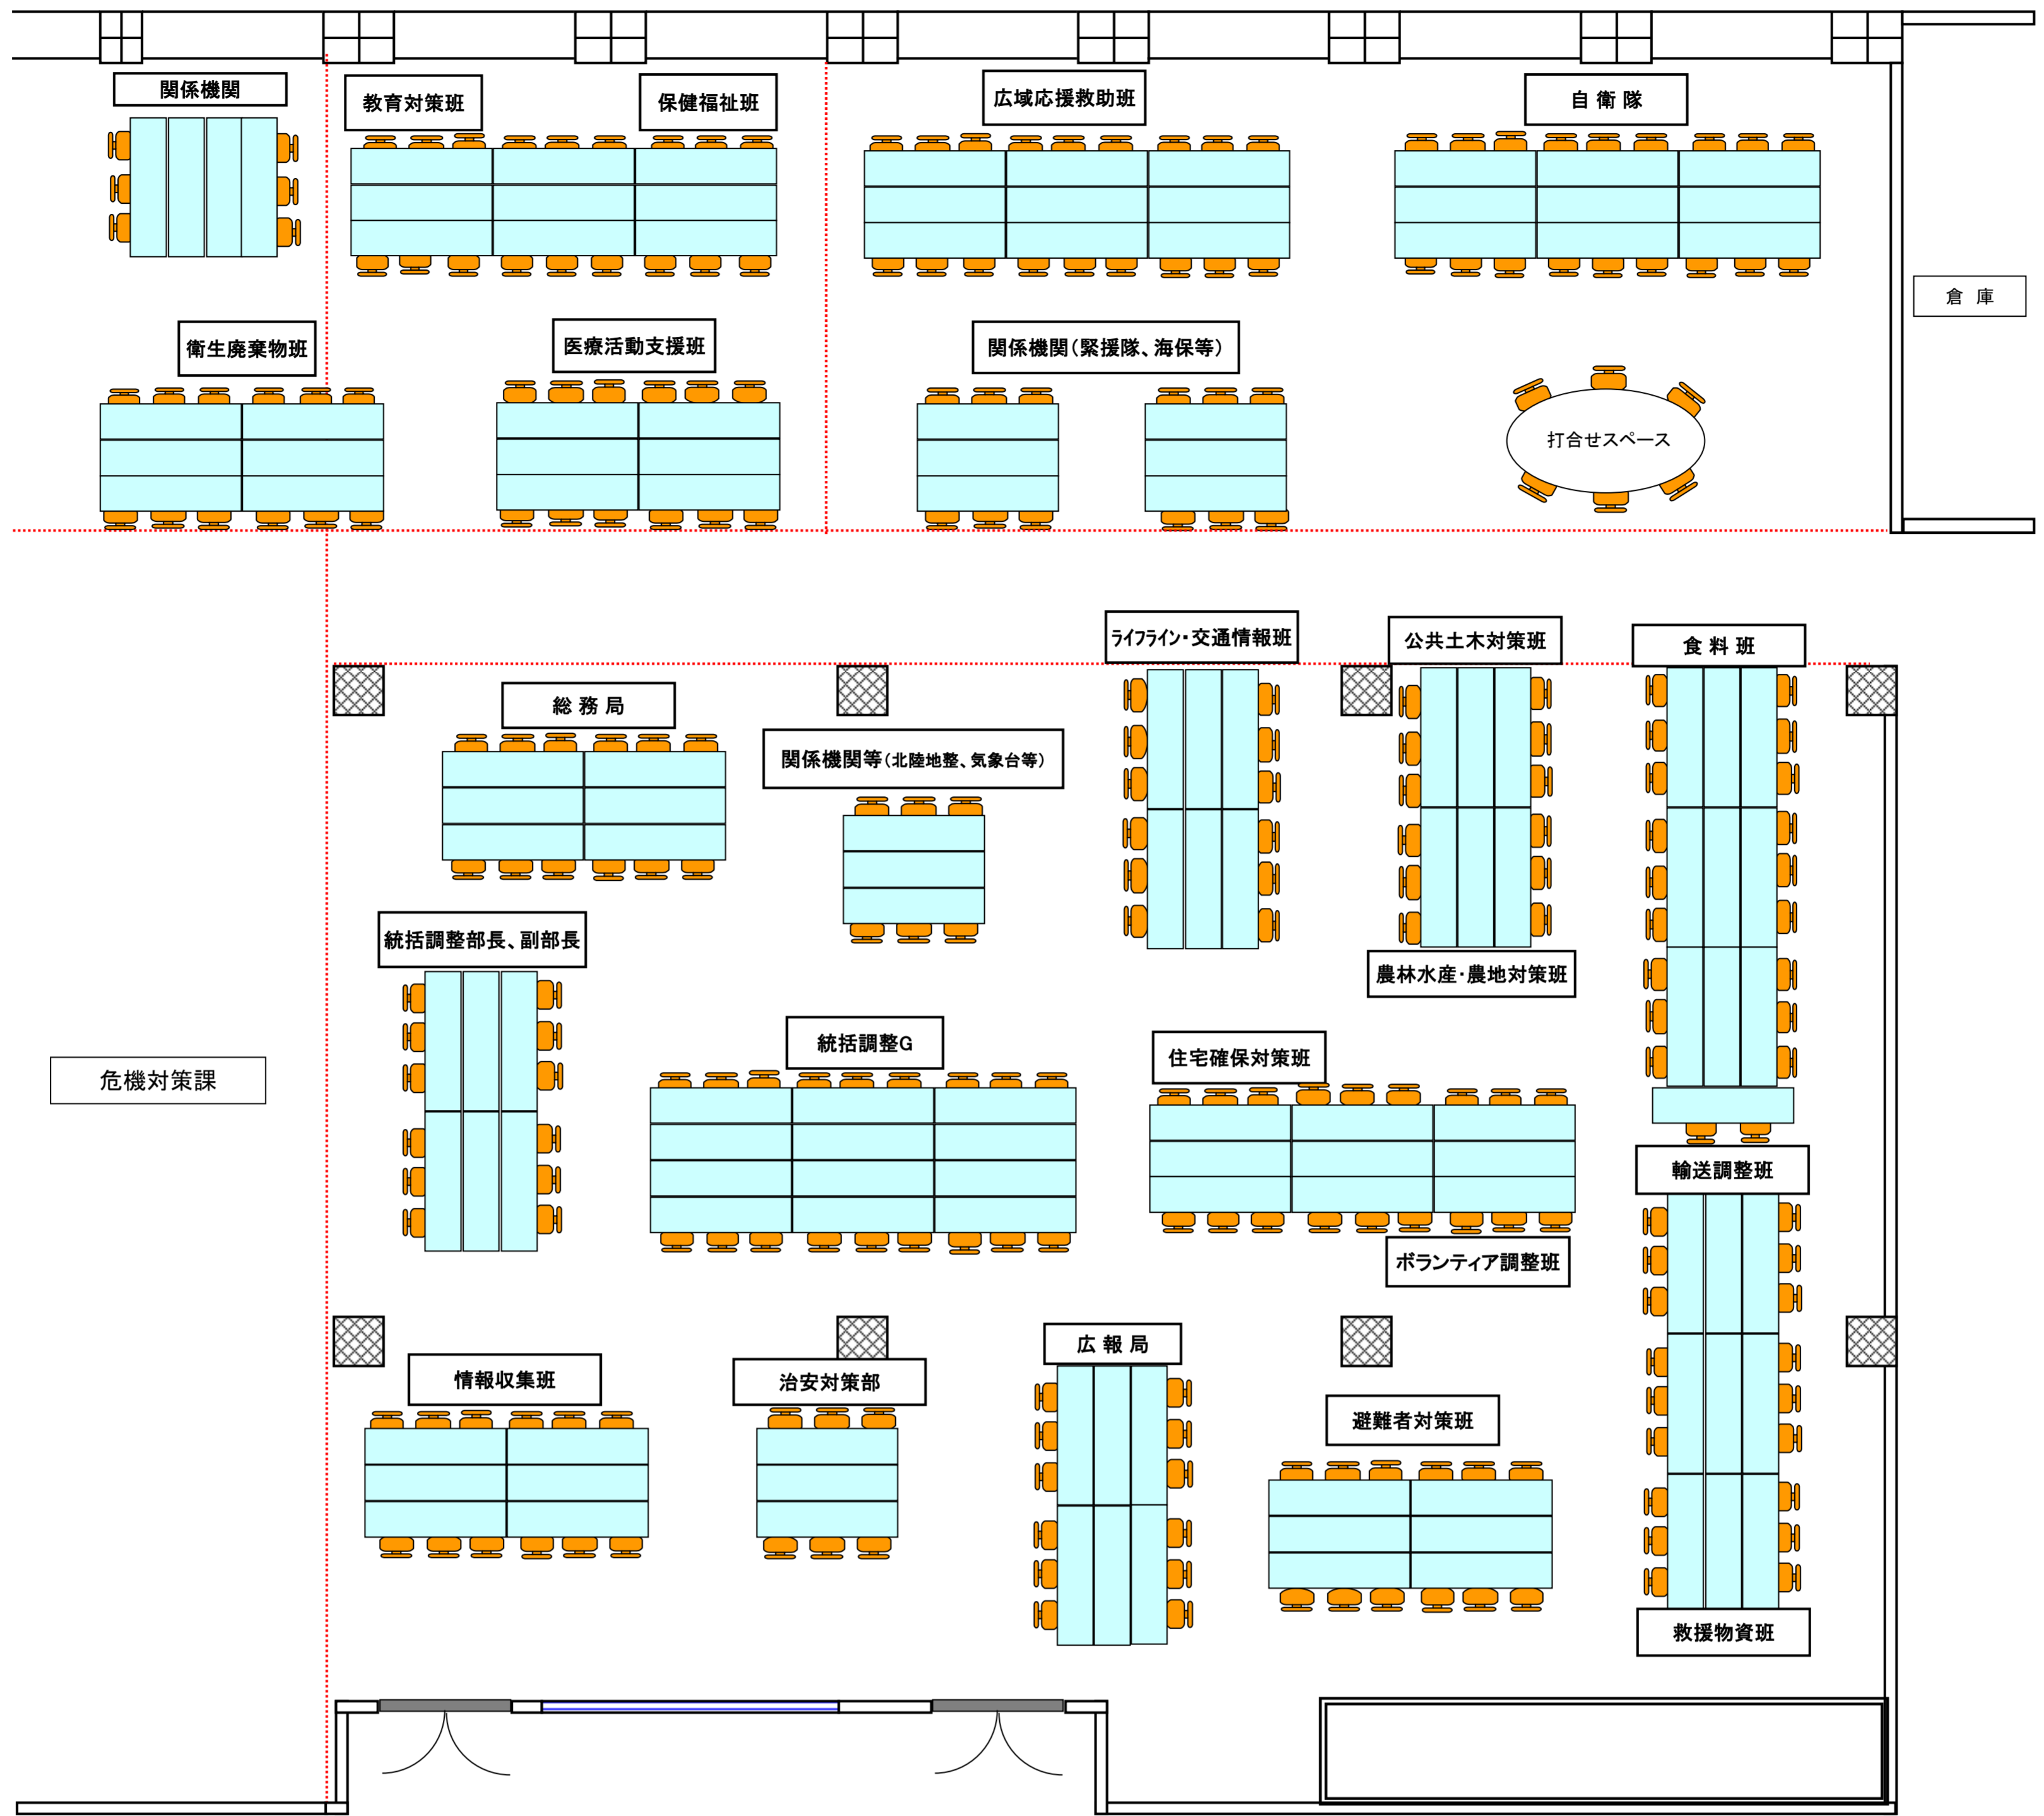 関係機関
教育対策班
保健福祉班
広域応援救助班
自 衛 隊
倉 庫
衛生廃棄物班
医療活動支援班
関係機関（緊援隊、海保等）
打合せスペース
ライフライン・交通情報班
公共土木対策班
食 料 班
総 務 局
関係機関等（北陸地整、気象台等）
統括調整部長、副部長
農林水産・農地対策班
統括調整G
住宅確保対策班
危機対策課
輸送調整班
ボランティア調整班
広 報 局
情報収集班
治安対策部
避難者対策班
救援物資班